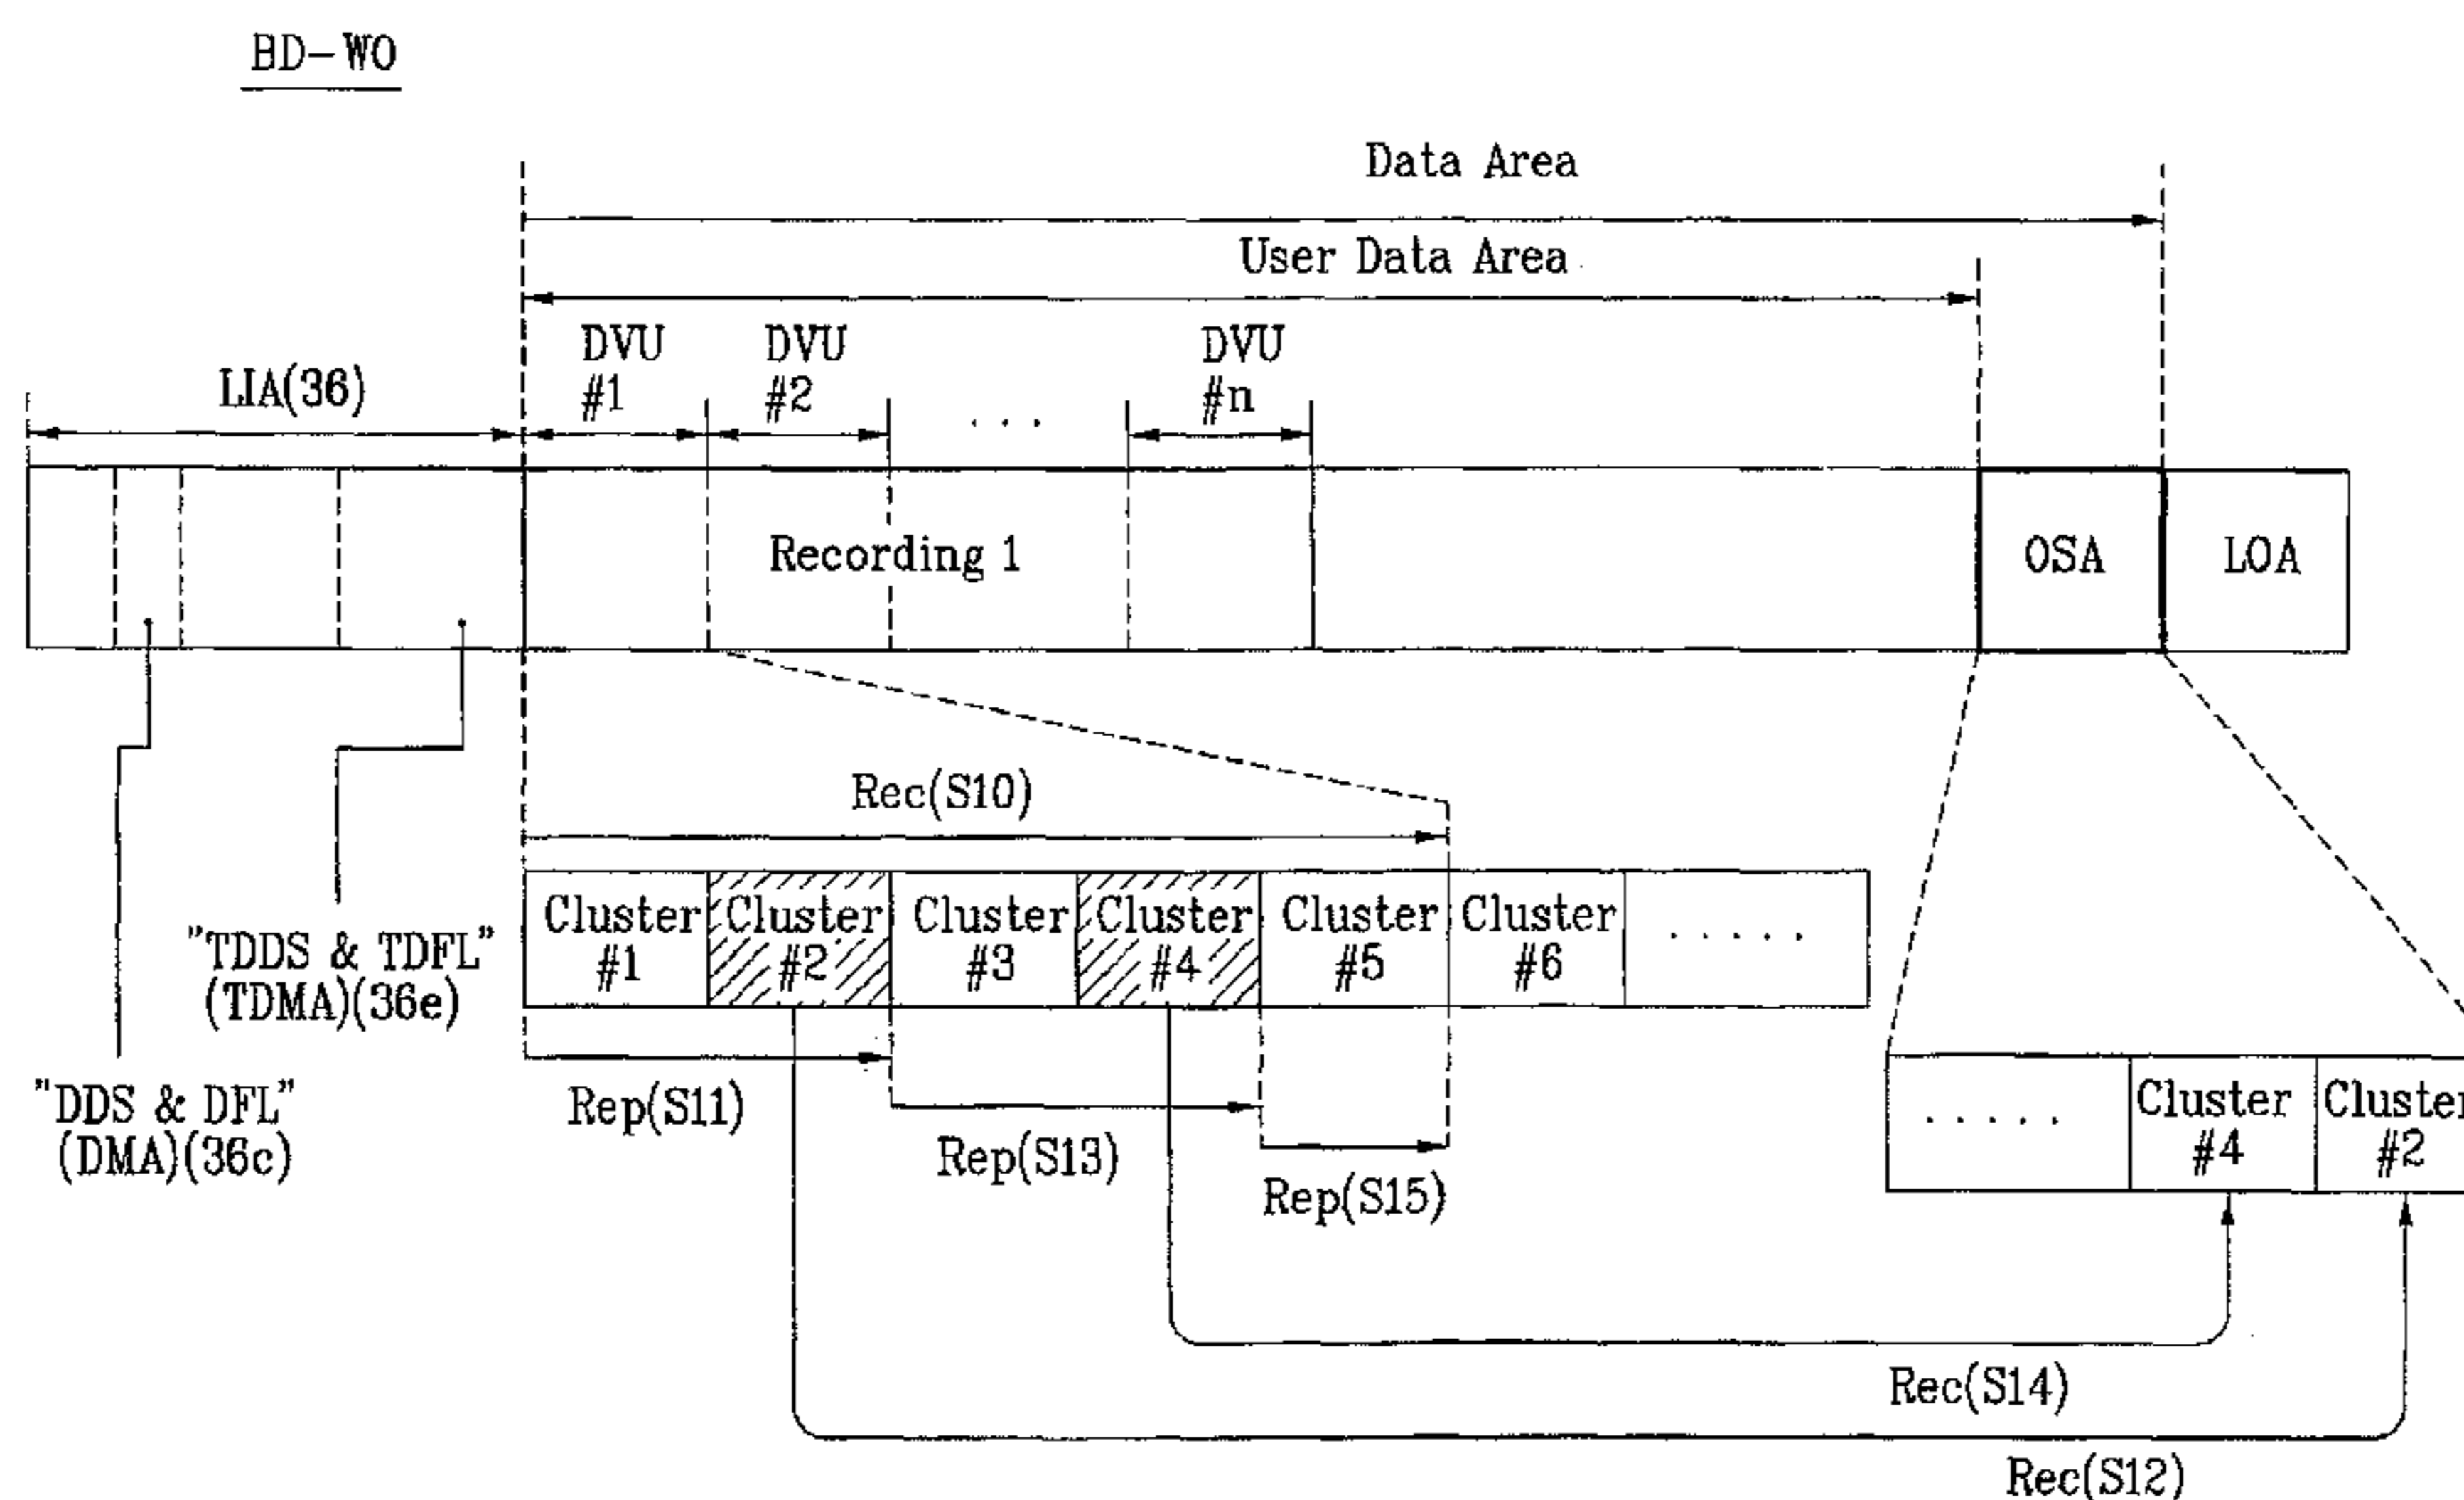 BD-WO
Data Area
User Data Area
DVU
#1
DVU
#2
. . .
DVU
#n
LIA(36)
Recording 1
OSA
LOA
Rec(S10)
Cluster
#1
Cluster
#2
Cluster
#3
Cluster
#4
Cluster
#5
Cluster
#6
. . . . .
"TDDS & TDFL"
(TDMA)(36e)
"DDS & DFL"
(DMA)(36c)
Rep(S11)
Rep(S13)
Rep(S15)
. . . . .
Cluster
#4
Cluster
#2
Rec(S14)
Rec(S12)